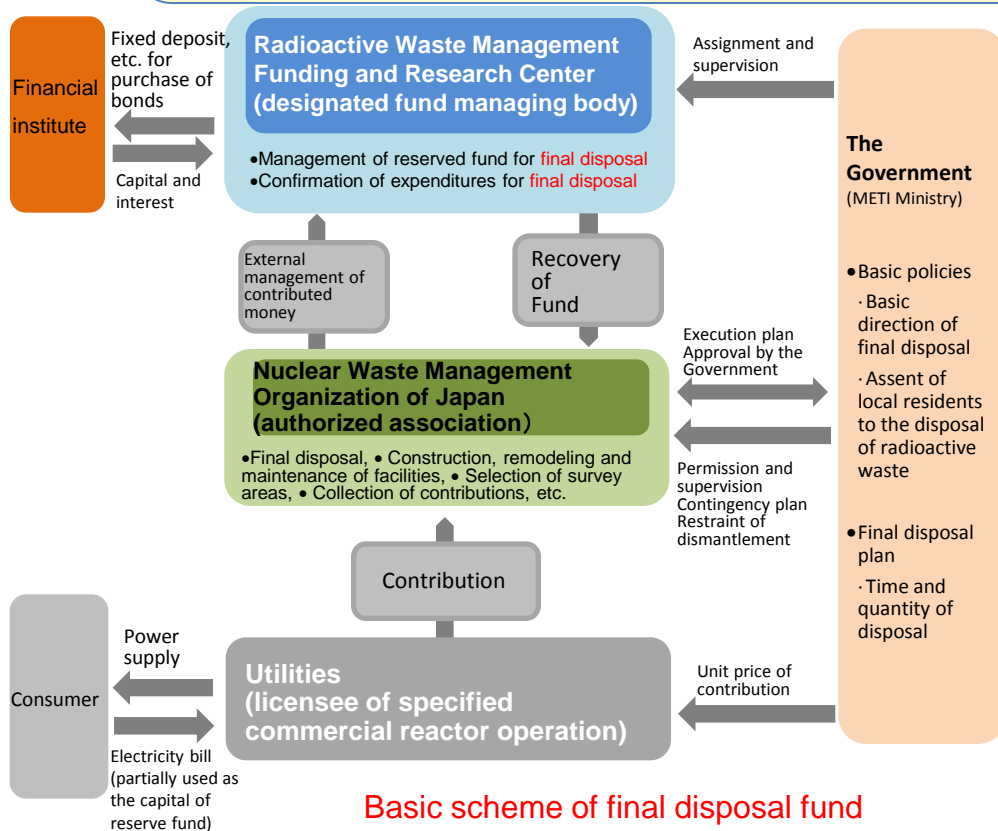 Financial
institute
Fixed deposit,
etc. for
purchase of
bonds
Capital and
interest
Radioactive Waste Management
Funding and Research Center
(designated fund managing body)
•Management of reserved fund for final disposal
•Confirmation of expenditures for final disposal
Assignment and
supervision
The
Government
(METI Ministry)
•Basic policies
· Basic
direction of
final disposal
· Assent of
local residents
to the disposal
of radioactive
waste
•Final disposal
plan
· Time and
quantity of
disposal
External
management of
contributed
money
Recovery
of
Fund
Nuclear Waste Management
Organization of Japan
(authorized association）
•Final disposal, • Construction, remodeling and
maintenance of facilities, • Selection of survey
areas, • Collection of contributions, etc.
Execution plan
Approval by the
Government
Permission and
supervision
Contingency plan
Restraint of
dismantlement
Contribution
Consumer
Power
supply
Electricity bill
(partially used as
the capital of
reserve fund)
Utilities
(licensee of specified
commercial reactor operation)
Unit price of
contribution
Basic scheme of final disposal fund